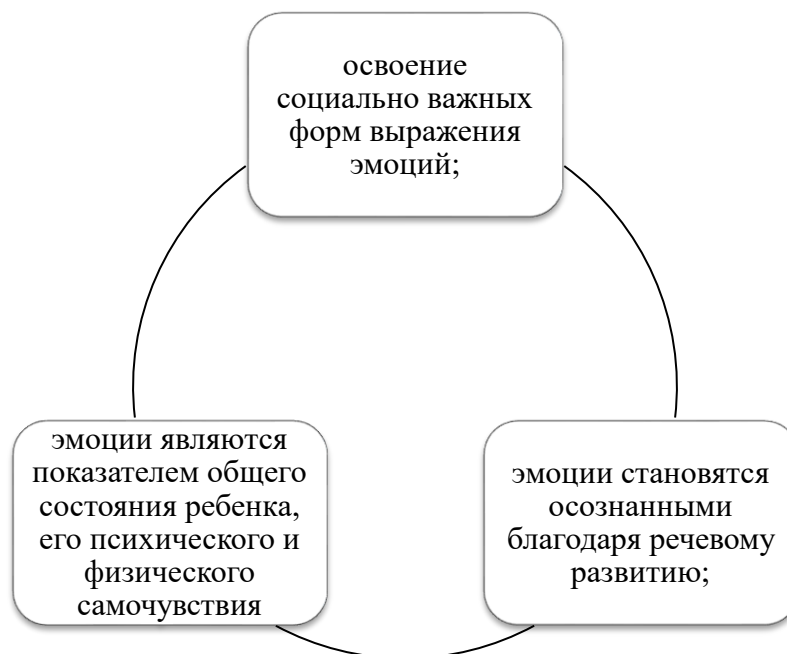 освоение
социально важных
форм выражения
эмоций;
эмоции становятся
осознанными
благодаря речевому
развитию;
эмоции являются
показателем общего
состояния ребенка,
его психического и
физического
самочувствия